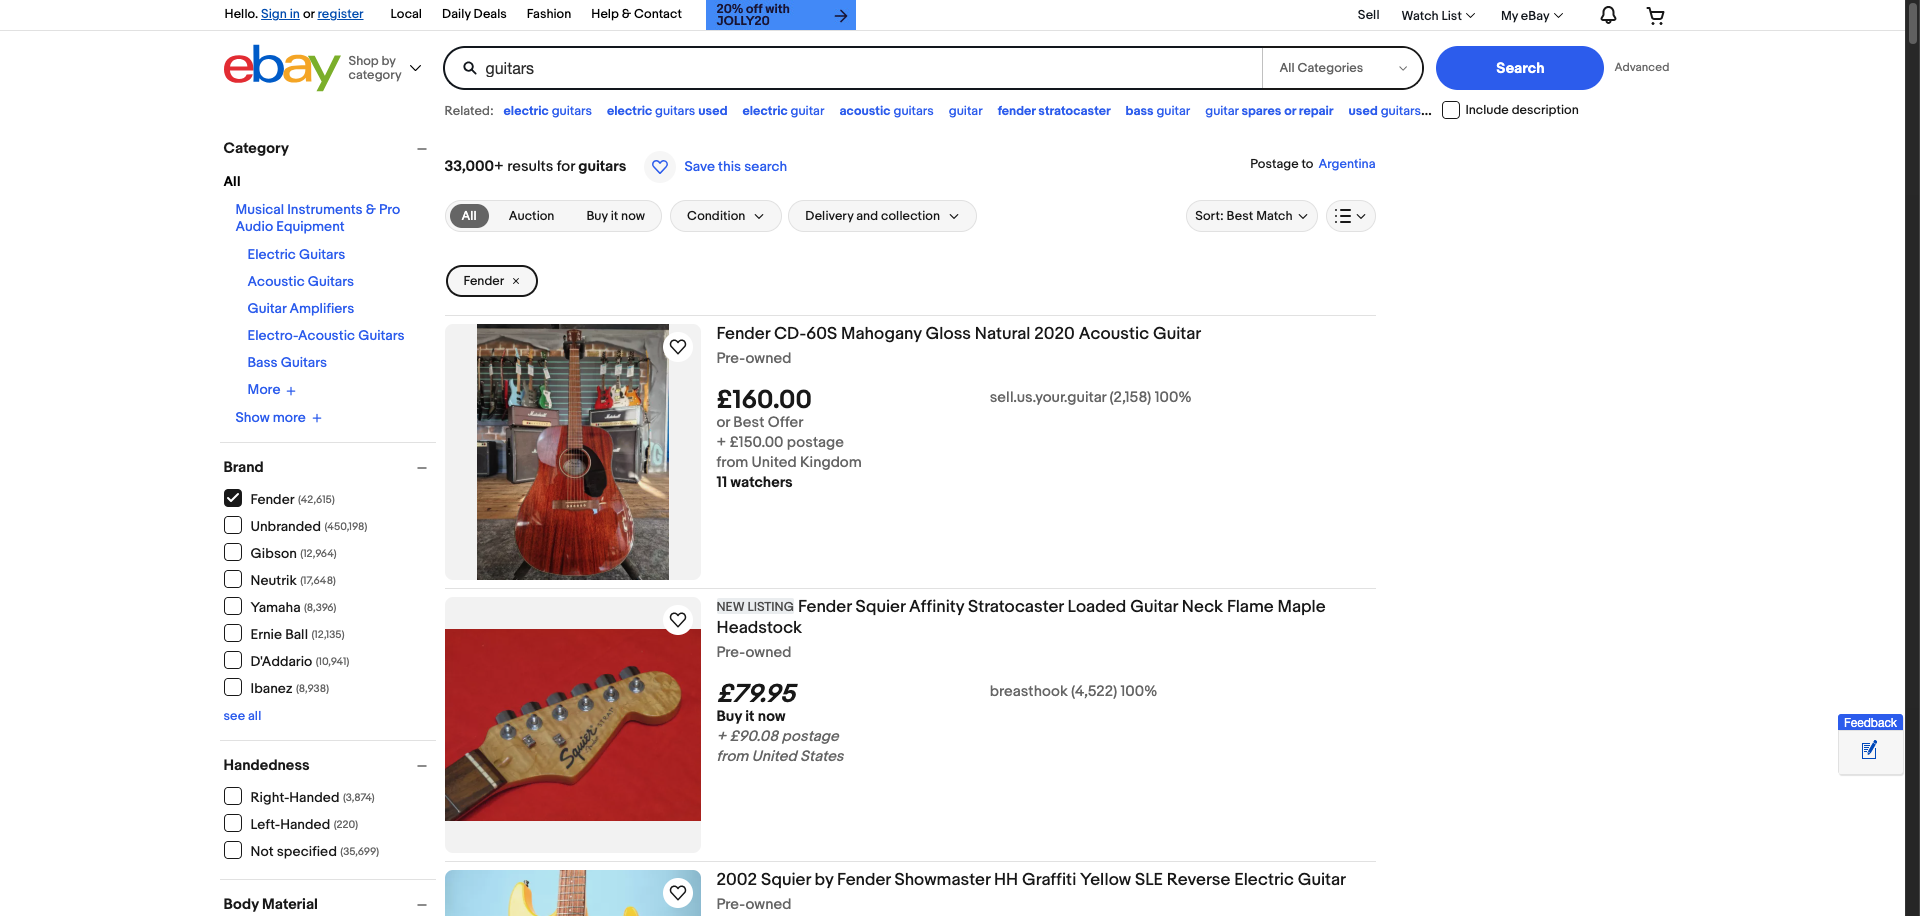 Hello. Sign in or register
Local
Daily Deals
Fashion
Help & Contact
20% off with JOLLY20
Sell
Watch List
My eBay
ebay
Shop by category
guitars
All Categories
Search
Advanced
Related: electric guitars electric guitars used electric guitar acoustic guitars guitar fender stratocaster bass guitar guitar spares or repair used guitars...
Include description
Category
All
Musical Instruments & Pro
Audio Equipment
Electric Guitars
Acoustic Guitars
Guitar Amplifiers
Electro-Acoustic Guitars
Bass Guitars
More +
Show more +
Brand
Fender (42,615)
Unbranded (450,198)
Gibson (12,964)
Neutrik (17,648)
Yamaha (8,396)
Ernie Ball (12,135)
D'Addario (10,941)
Ibanez (8,938)
see all
Handedness
Right-Handed (3,874)
Left-Handed (220)
Not specified (35,699)
Body Material
33,000+ results for guitars
Save this search
Postage to Argentina
All
Auction
Buy it now
Condition
Delivery and collection
Sort: Best Match
Fender ×
Fender CD-60S Mahogany Gloss Natural 2020 Acoustic Guitar
Pre-owned
£160.00
or Best Offer
+ £150.00 postage
from United Kingdom
11 watchers
sell.us.your.guitar (2,158) 100%
NEW LISTING Fender Squier Affinity Stratocaster Loaded Guitar Neck Flame Maple
Headstock
Pre-owned
£79.95
Buy it now
+ £90.08 postage
from United States
breasthook (4,522) 100%
Squier
STRAT
2002 Squier by Fender Showmaster HH Graffiti Yellow SLE Reverse Electric Guitar
Pre-owned
Feedback